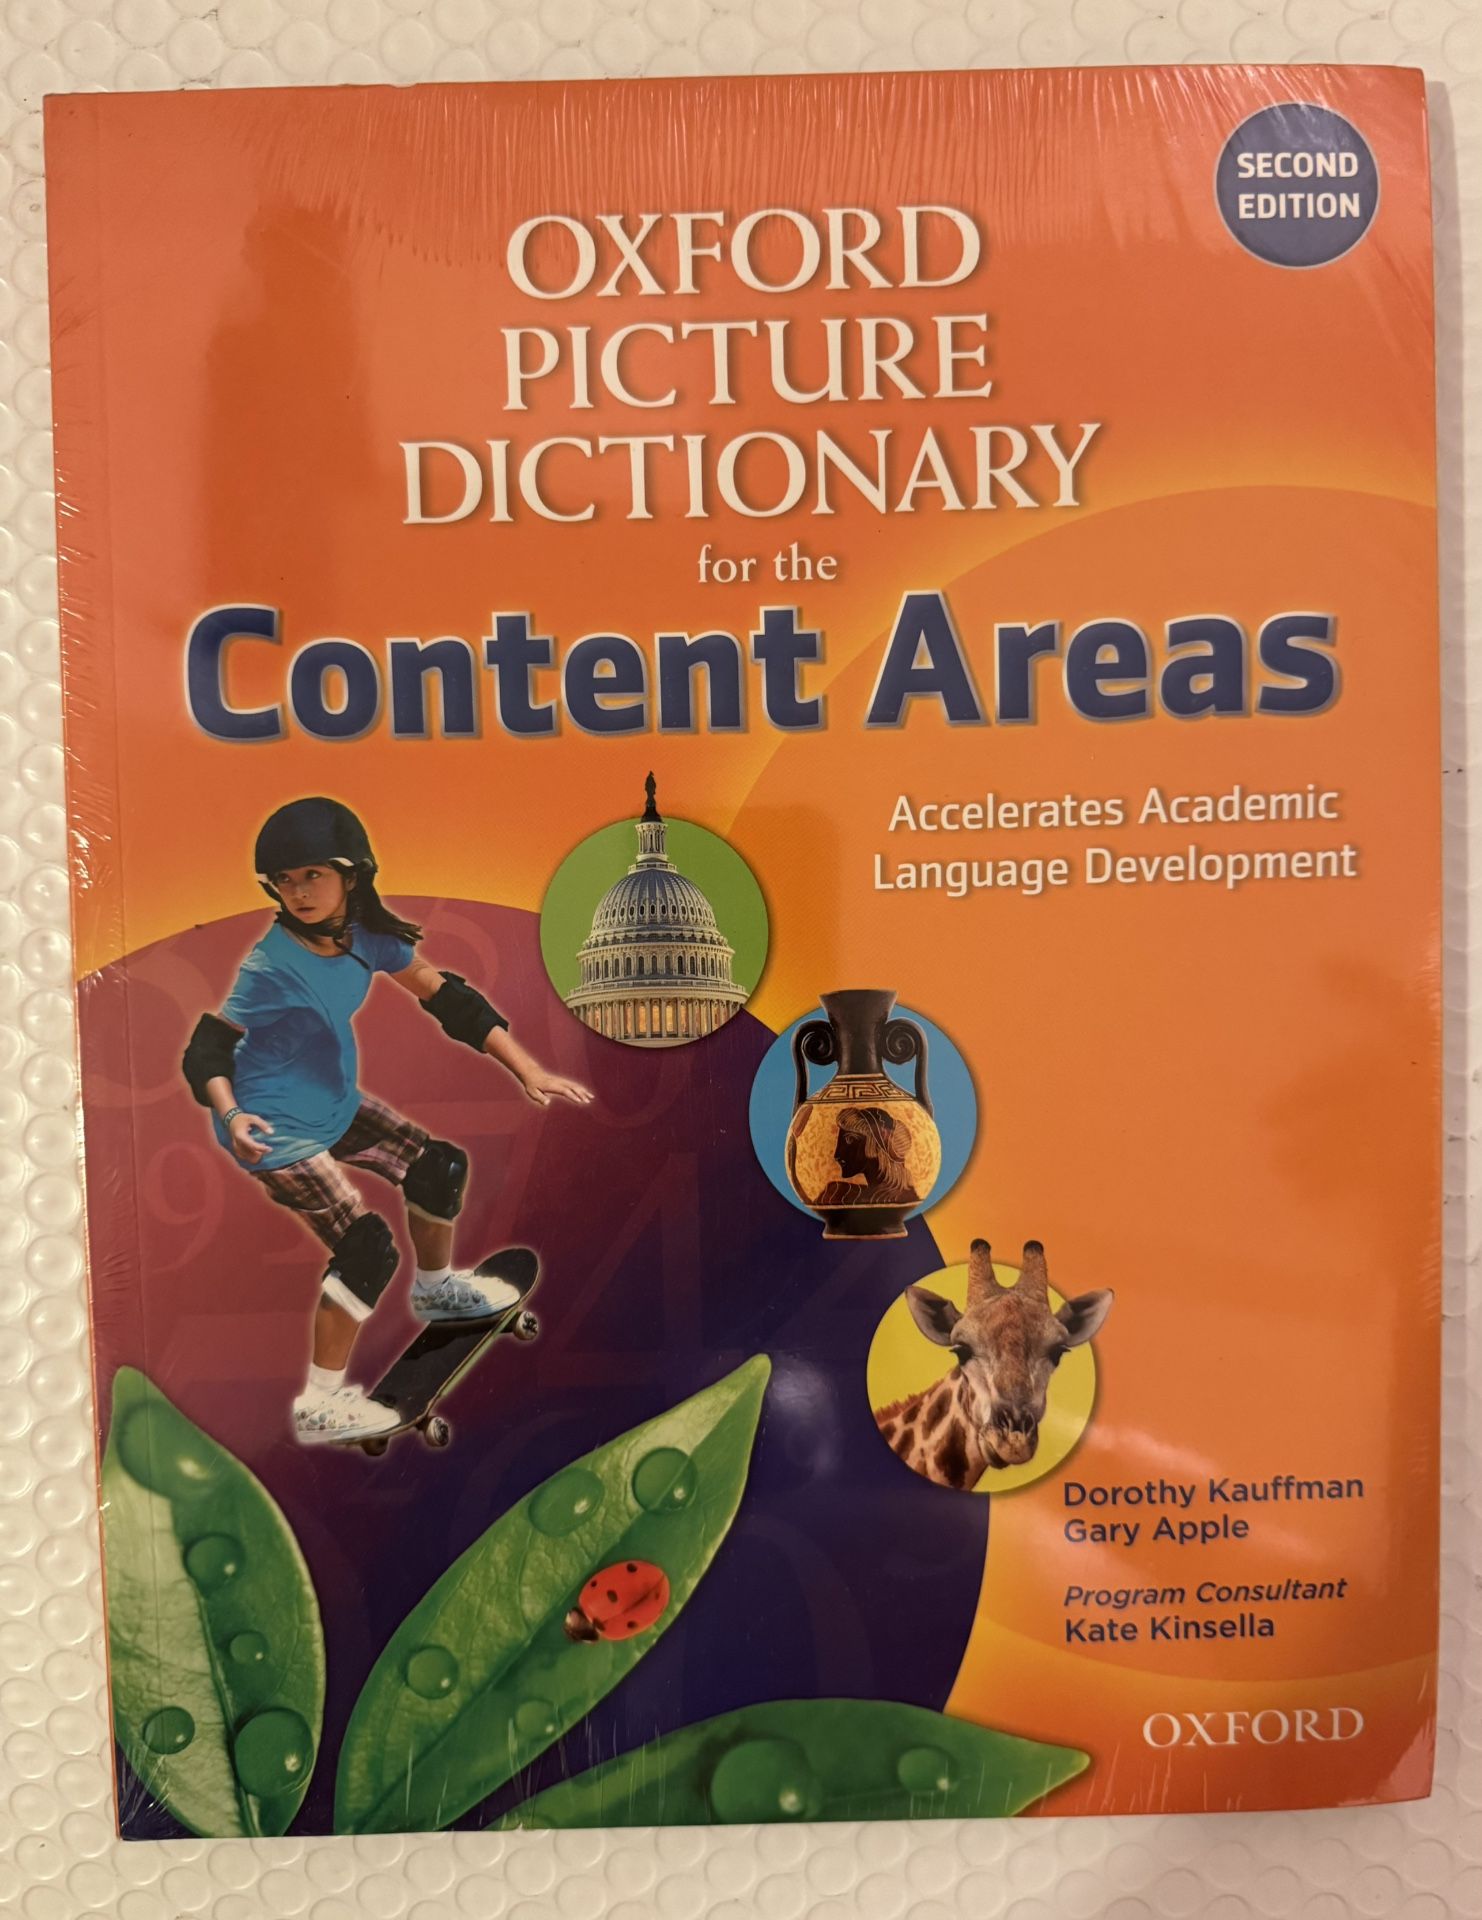 SECOND
EDITION
OXFORD
PICTURE
DICTIONARY
for the
Content Areas
Accelerates Academic
Language Development
Dorothy Kauffman
Gary Apple
Program Consultant
Kate Kinsella
OXFORD